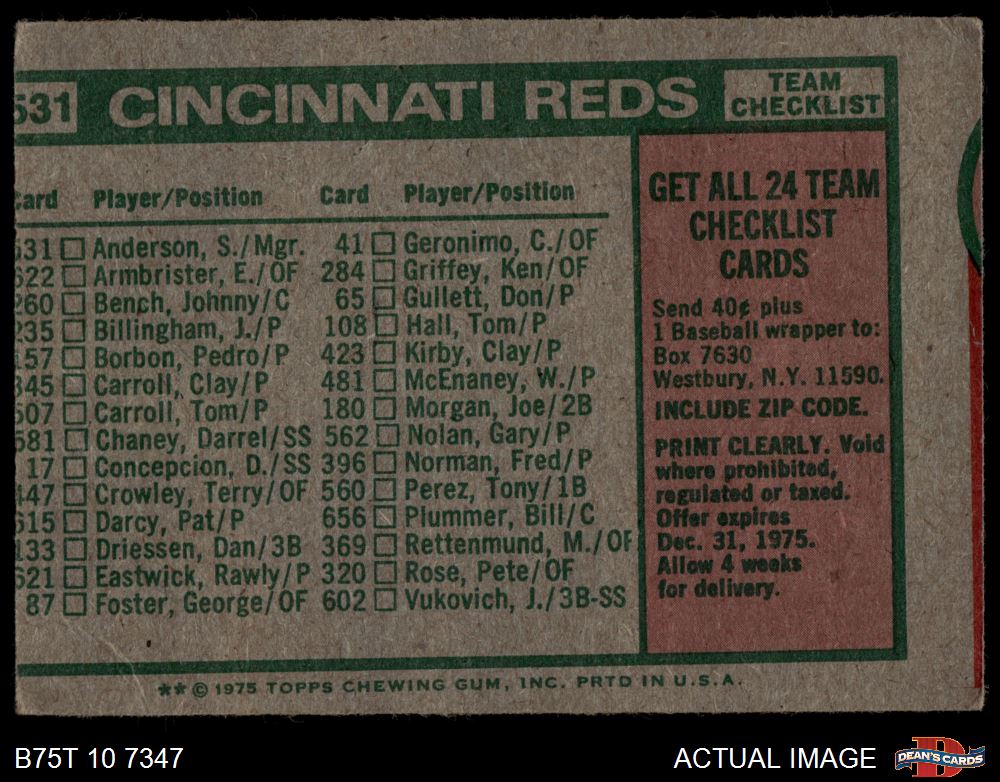 531 CINCINNATI REDS TEAM CHECKLIST
Card Player/Position Card Player/Position
531 Anderson, S./Mgr. 41 Geronimo, C./OF
622 Armbrister, E./OF 284 Griffey, Ken/OF
260 Bench, Johnny/C 65 Gullett, Don/P
235 Billingham, J./P 108 Hall, Tom/P
157 Borbon, Pedro/P 423 Kirby, Clay/P
345 Carroll, Clay/P 481 McEnaney, W./P
507 Carroll, Tom/P 180 Morgan, Joe/2B
581 Chaney, Darrel/SS 562 Nolan, Gary/P
17 Concepcion, D./SS 396 Norman, Fred/P
447 Crowley, Terry/OF 560 Perez, Tony/1B
615 Darcy, Pat/P 656 Plummer, Bill/C
133 Driessen, Dan/3B 369 Rettenmund, M./OF
621 Eastwick, Rawly/P 320 Rose, Pete/OF
87 Foster, George/OF 602 Vukovich, J./3B-SS
GET ALL 24 TEAM
CHECKLIST
CARDS
Send 40¢ plus
1 Baseball wrapper to:
Box 7630
Westbury, N.Y. 11590.
INCLUDE ZIP CODE.
PRINT CLEARLY. Void
where prohibited,
regulated or taxed.
Offer expires
Dec. 31, 1975.
Allow 4 weeks
for delivery.
**© 1975 TOPPS CHEWING GUM, INC. PRTD IN U.S.A.
B75T 10 7347
ACTUAL IMAGE
D
DEAN'S CARDS